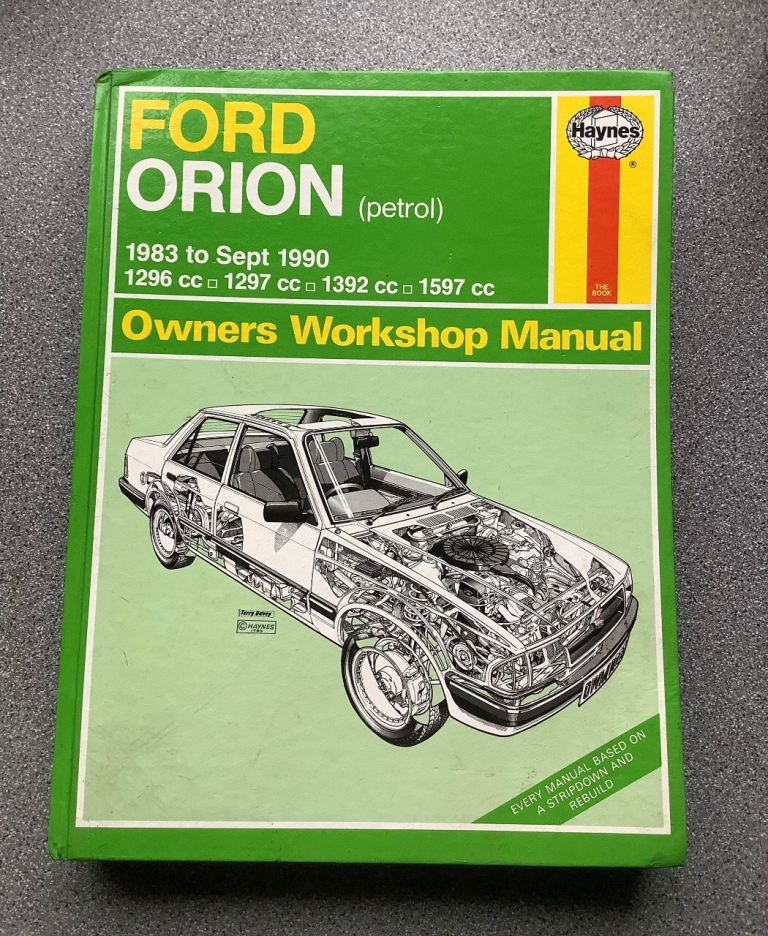 FORD
ORION (petrol)
Haynes
®
1983 to Sept 1990
1296 cc □ 1297 cc □ 1392 cc □ 1597 cc
THE
BOOK
Owners Workshop Manual
Terry Davey
© HAYNES
EVERY MANUAL BASED ON
A STRIPDOWN AND
REBUILD